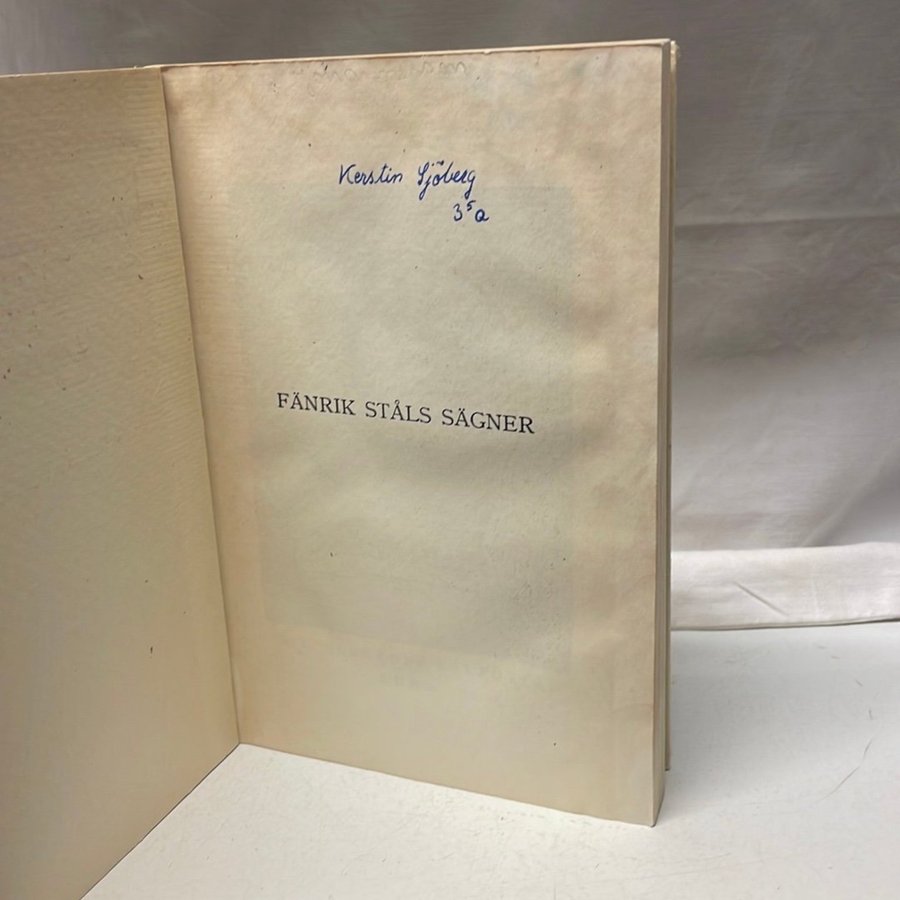 Kerstin Sjöberg
3⁵a
FÄNRIK STÅLS SÄGNER